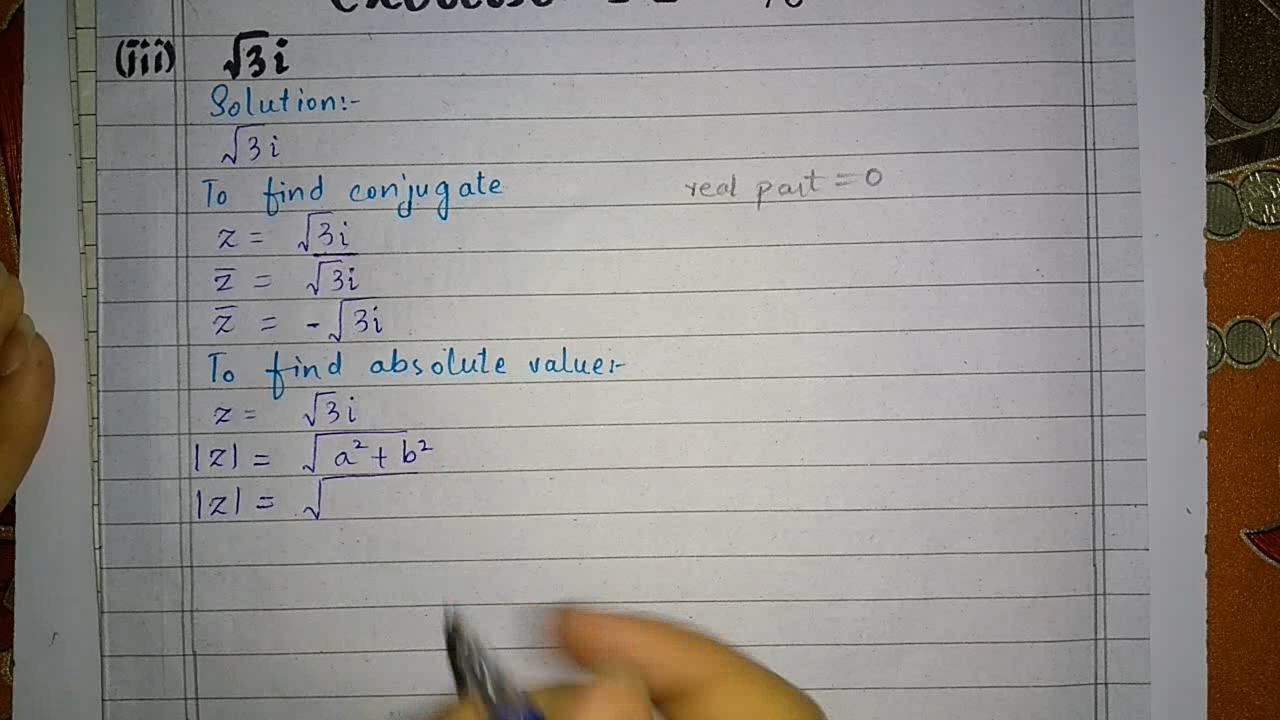 (iii) √3i
Solution:-
√3i
To find conjugate real part = 0
z = √3i
z̅ = \overline{√3i}
z̅ = -√3i
To find absolute value:-
z = √3i
|z| = √a² + b²
|z| = √